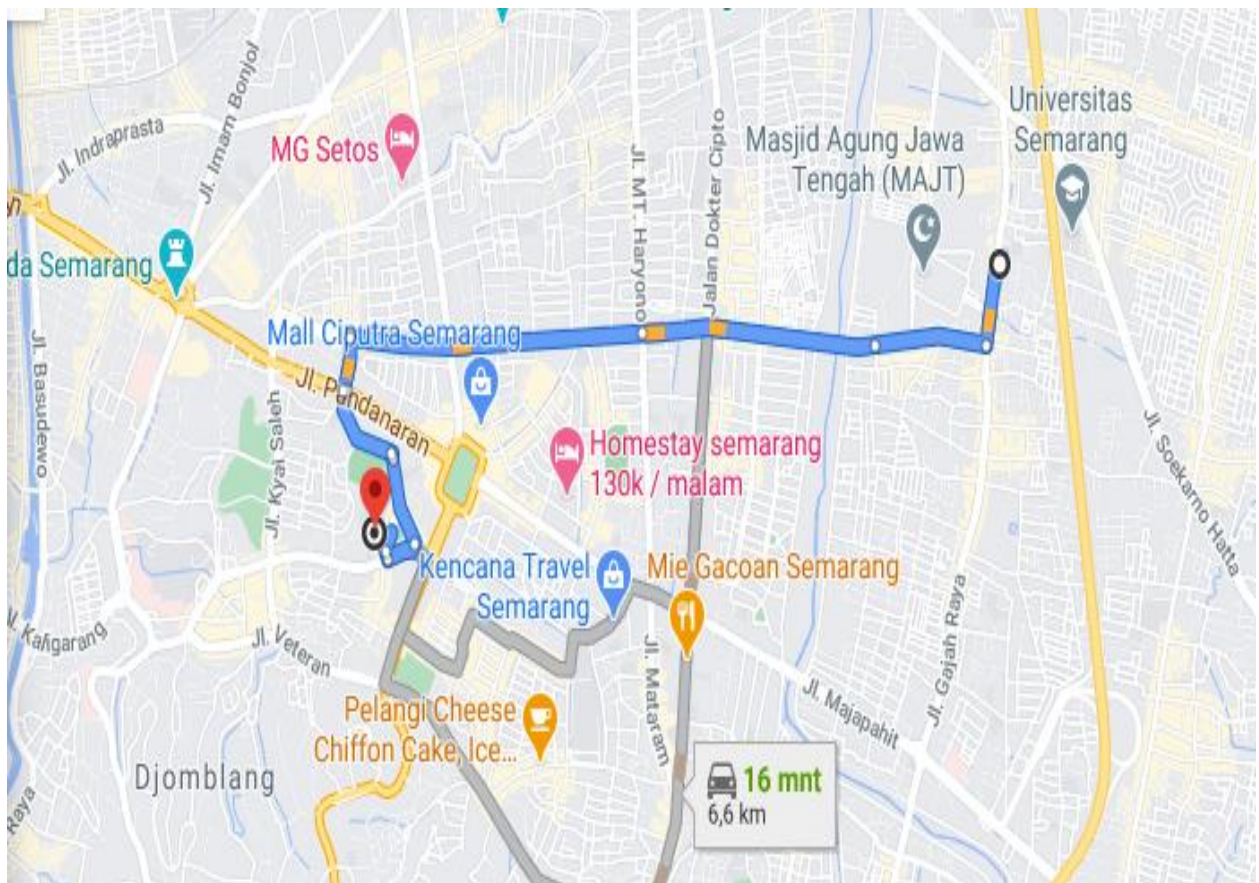 Jl. Indraprasta
Jl. Imam Bonjol
MG Setos
Jl. MT. Haryono
Jalan Dokter Cipto
Masjid Agung Jawa
Tengah (MAJT)
Universitas
Semarang
da Semarang
Mall Ciputra Semarang
Jl. Pandanaran
Jl. Basudewo
Jl. Kyai Saleh
Homestay semarang
130k / malam
Jl. Soekarno Hatta
Kencana Travel
Semarang
Mie Gacoan Semarang
Jl. Veteran
Jl. Gajah Raya
Jl. Matatam
Jl. Majapahit
Pelangi Cheese
Chiffon Cake, Ice...
Djomblang
Raya
16 mnt
6,6 km